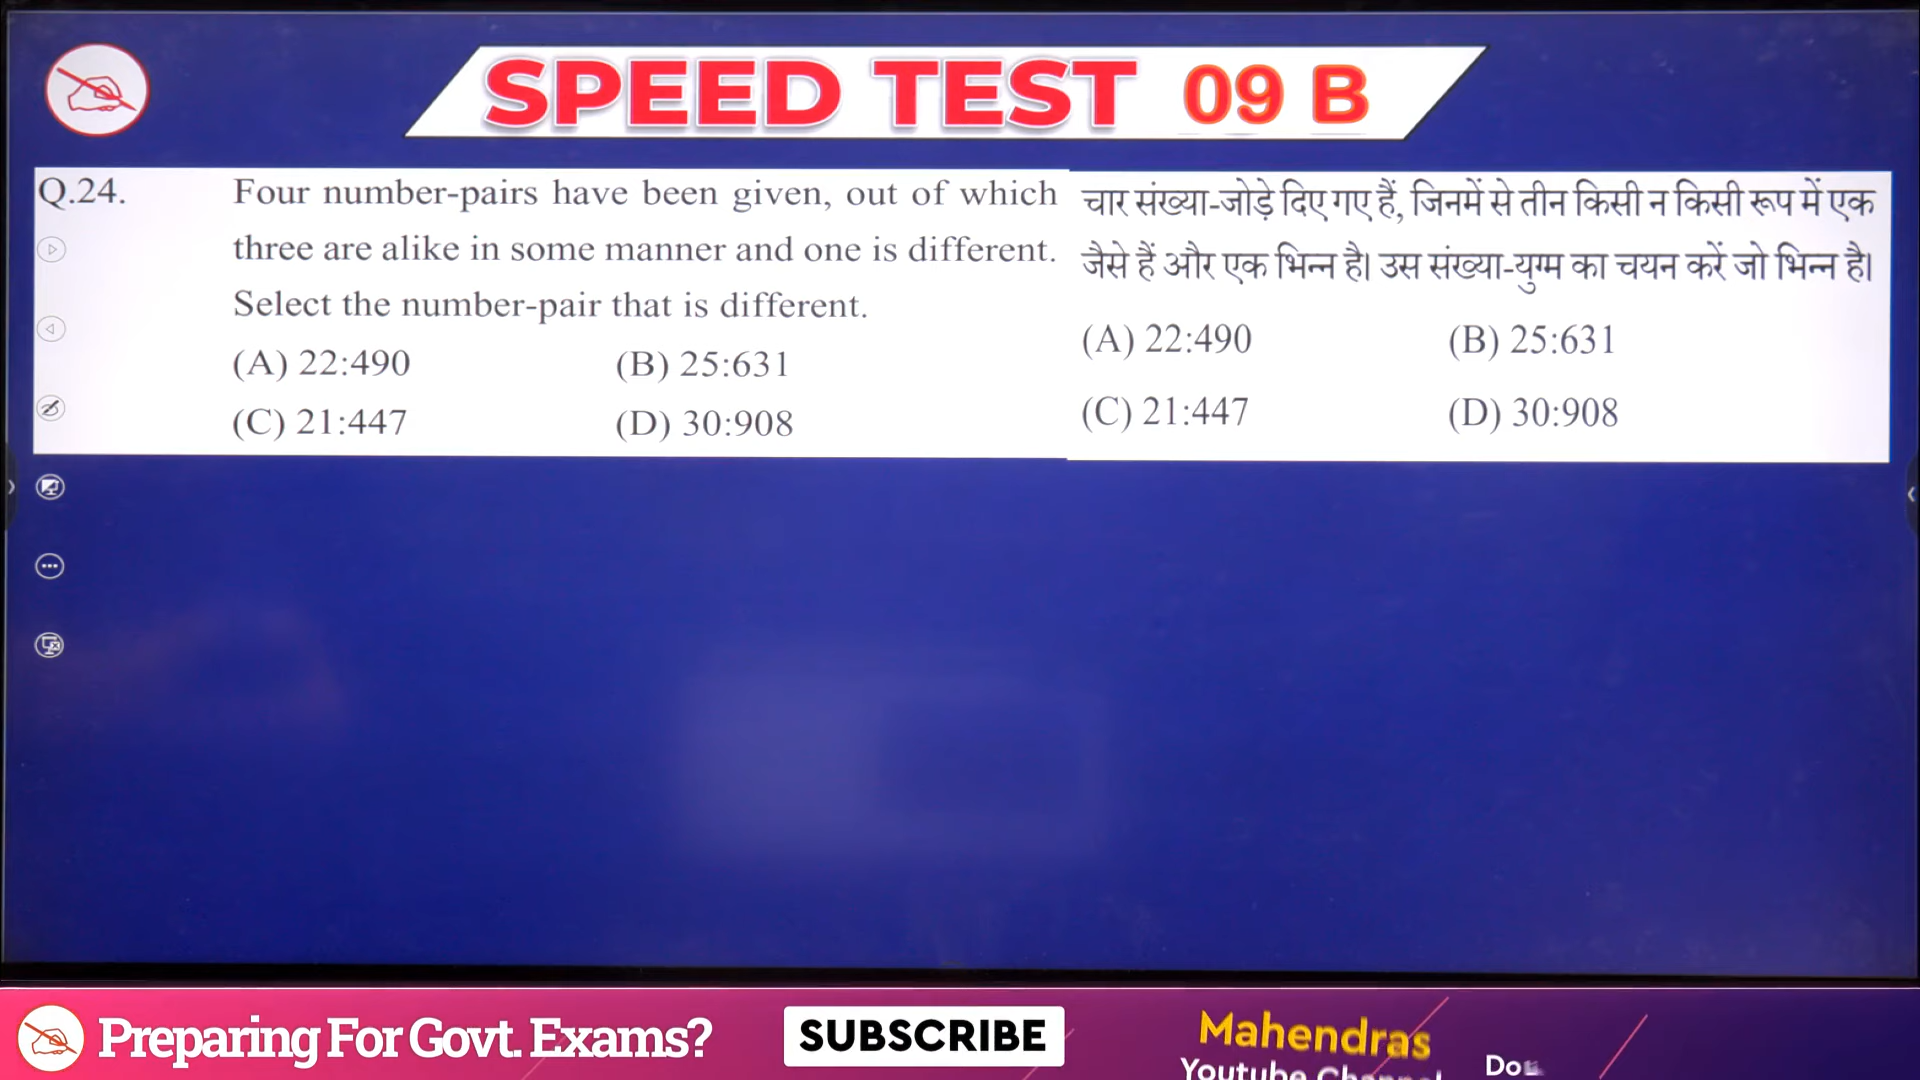 SPEED TEST 09 B
Q.24.
Four number-pairs have been given, out of which
three are alike in some manner and one is different.
Select the number-pair that is different.
(A) 22:490 (B) 25:631
(C) 21:447 (D) 30:908
चार संख्या-जोड़े दिए गए हैं, जिनमें से तीन किसी न किसी रूप में एक
जैसे हैं और एक भिन्न है। उस संख्या-युग्म का चयन करें जो भिन्न है।
(A) 22:490 (B) 25:631
(C) 21:447 (D) 30:908
Preparing For Govt. Exams?
SUBSCRIBE
Mahendras
Youtube Channel